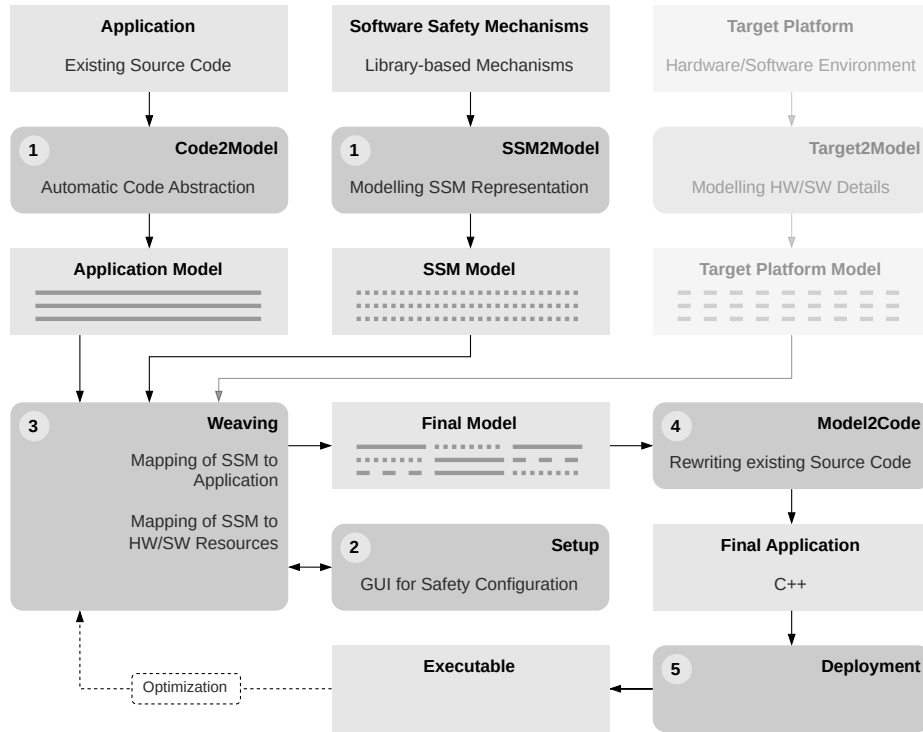 Application
Existing Source Code
Software Safety Mechanisms
Library-based Mechanisms
Target Platform
Hardware/Software Environment
1
Code2Model
Automatic Code Abstraction
1
SSM2Model
Modelling SSM Representation
Target2Model
Modelling HW/SW Details
Application Model
SSM Model
Target Platform Model
3
Weaving
Mapping of SSM to
Application
Mapping of SSM to
HW/SW Resources
Final Model
4
Model2Code
Rewriting existing Source Code
2
Setup
GUI for Safety Configuration
Final Application
C++
Optimization
Executable
5
Deployment